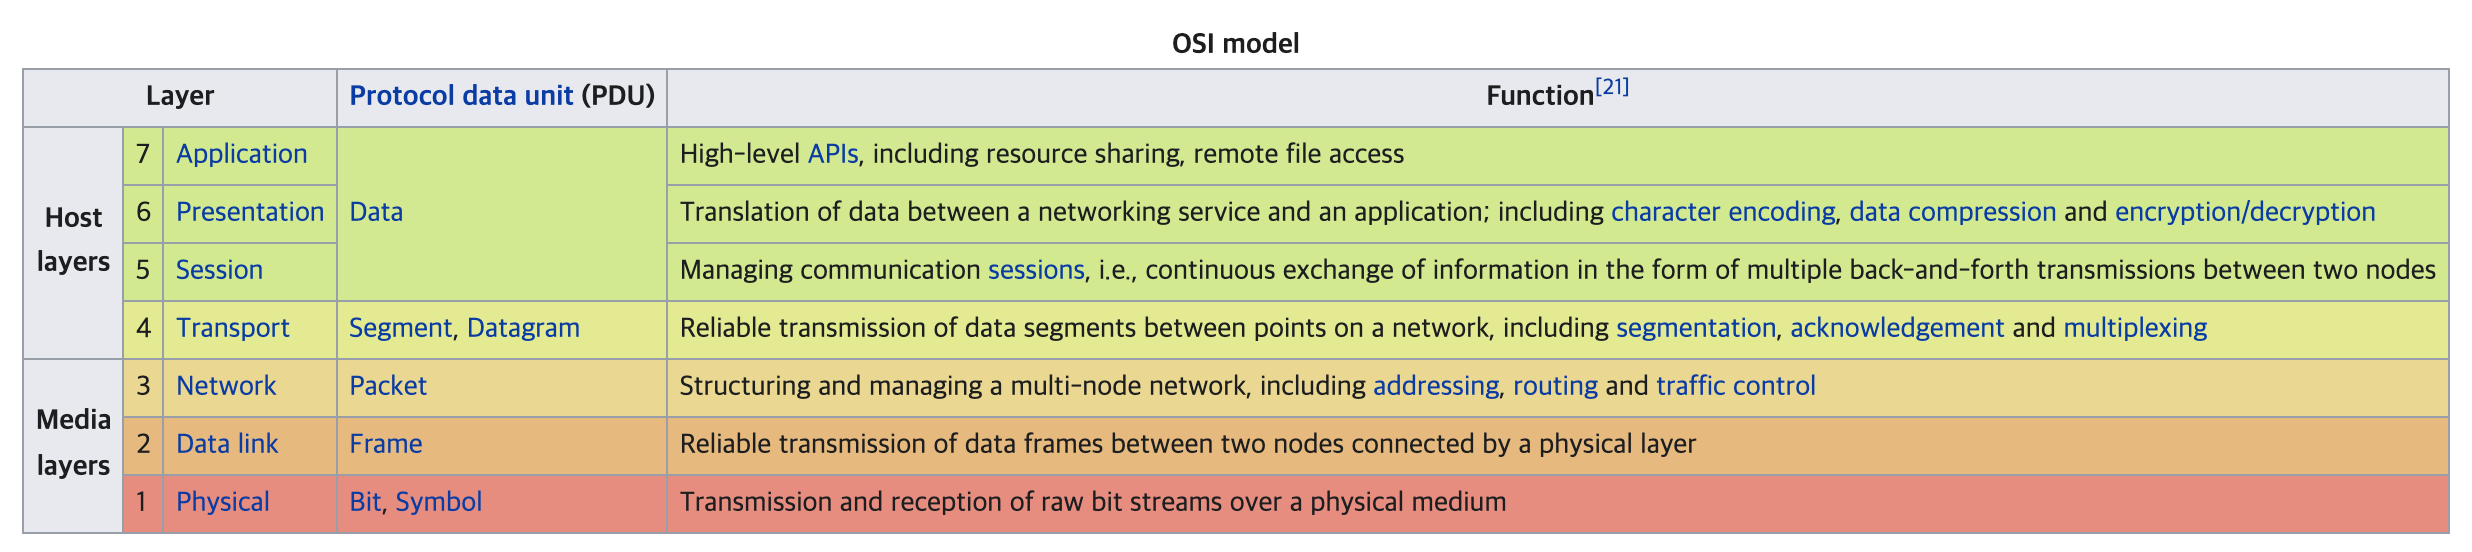 OSI model
Layer Protocol data unit (PDU) Function[21]
Host layers
7 Application Data High-level APIs, including resource sharing, remote file access
6 Presentation Translation of data between a networking service and an application; including character encoding, data compression and encryption/decryption
5 Session Managing communication sessions, i.e., continuous exchange of information in the form of multiple back-and-forth transmissions between two nodes
4 Transport Segment, Datagram Reliable transmission of data segments between points on a network, including segmentation, acknowledgement and multiplexing
Media layers
3 Network Packet Structuring and managing a multi-node network, including addressing, routing and traffic control
2 Data link Frame Reliable transmission of data frames between two nodes connected by a physical layer
1 Physical Bit, Symbol Transmission and reception of raw bit streams over a physical medium